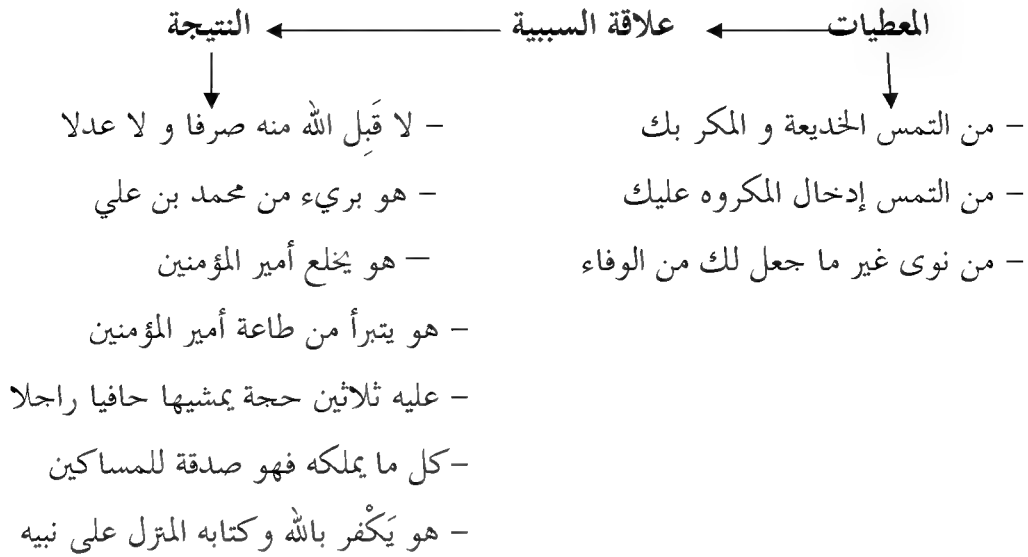 المعطيات علاقة السببية النتيجة
– من التمس الخديعة و المكر بك – لا قَبِل الله منه صرفا و لا عدلا
– من التمس إدخال المكروه عليك – هو بريء من محمد بن علي
– من نوى غير ما جعل لك من الوفاء – هو يخلع أمير المؤمنين
– هو يتبرأ من طاعة أمير المؤمنين
– عليه ثلاثين حجة يمشيها حافيا راجلا
– كل ما يملكه فهو صدقة للمساكين
– هو يَكْفر بالله وكتابه المنزل على نبيه